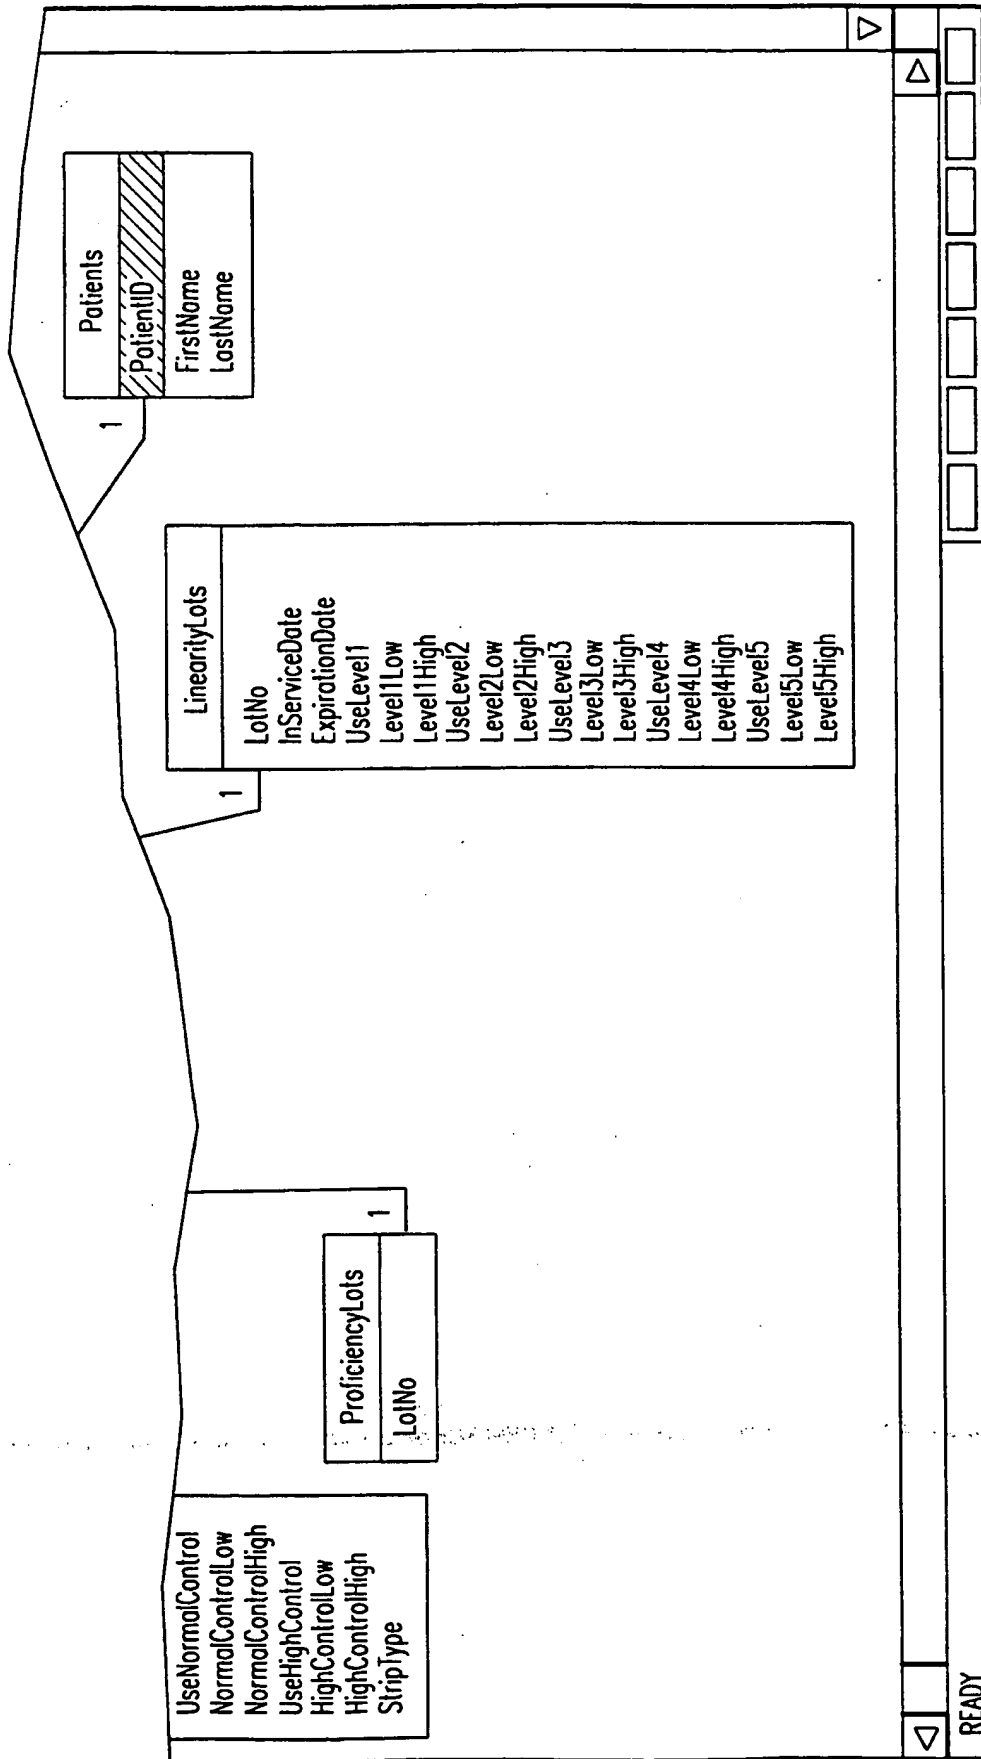 UseNormalControl
NormalControlLow
NormalControlHigh
UseHighControl
HighControlLow
HighControlHigh
StripType
ProficiencyLots
1
LotNo
LinearityLots
1
LotNo
InServiceDate
ExpirationDate
UseLevel1
Level1Low
Level1High
UseLevel2
Level2Low
Level2High
UseLevel3
Level3Low
Level3High
UseLevel4
Level4Low
Level4High
UseLevel5
Level5Low
Level5High
Patients
1
PatientID
FirstName
LastName
READY